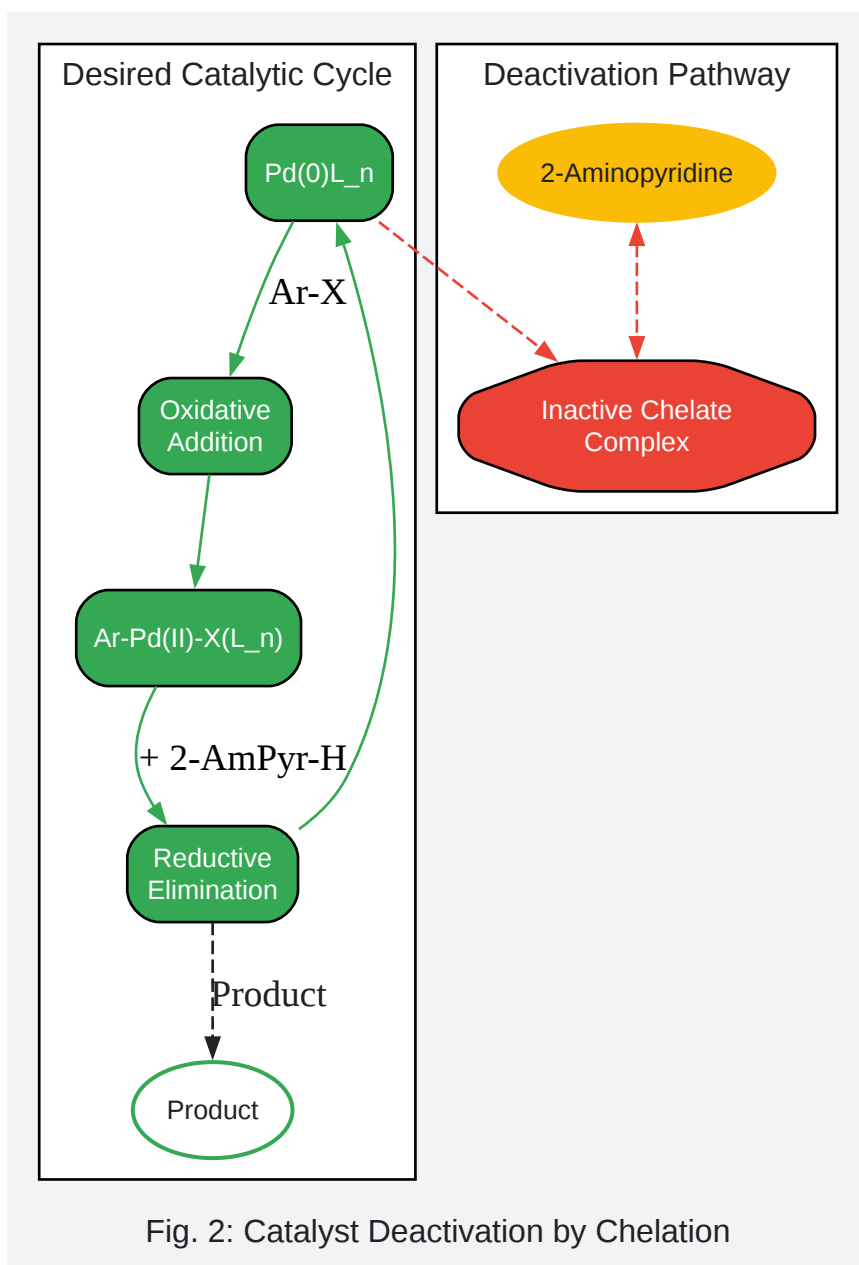 Desired Catalytic Cycle
Pd(0)L_n
Ar-X
Oxidative
Addition
Ar-Pd(II)-X(L_n)
+ 2-AmPyr-H
Reductive
Elimination
Product
Product
Deactivation Pathway
2-Aminopyridine
Inactive Chelate
Complex
Fig. 2: Catalyst Deactivation by Chelation